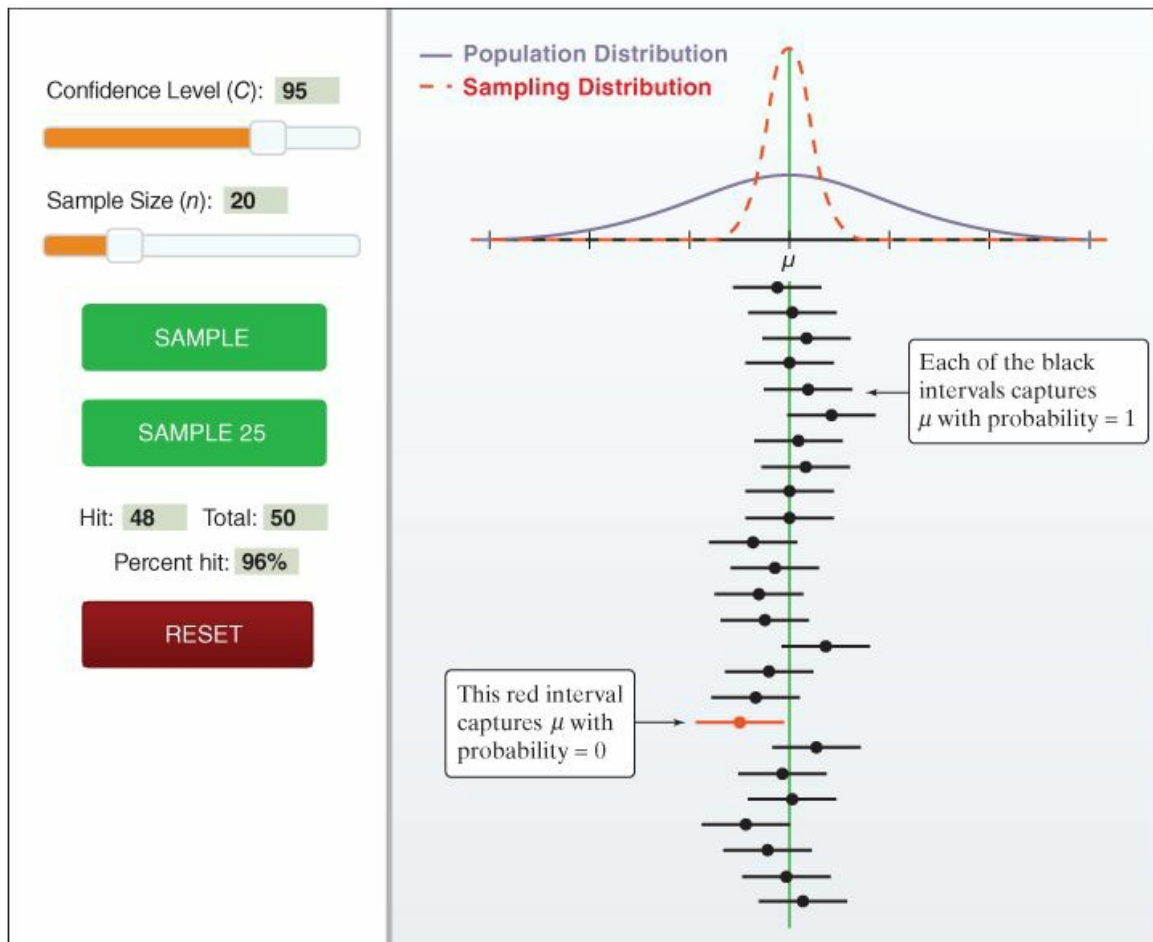 Confidence Level (C): 95
Sample Size (n): 20
SAMPLE
SAMPLE 25
Hit: 48 Total: 50
Percent hit: 96%
RESET
Population Distribution
Sampling Distribution
μ
Each of the black
intervals captures
μ with probability = 1
This red interval
captures μ with
probability = 0